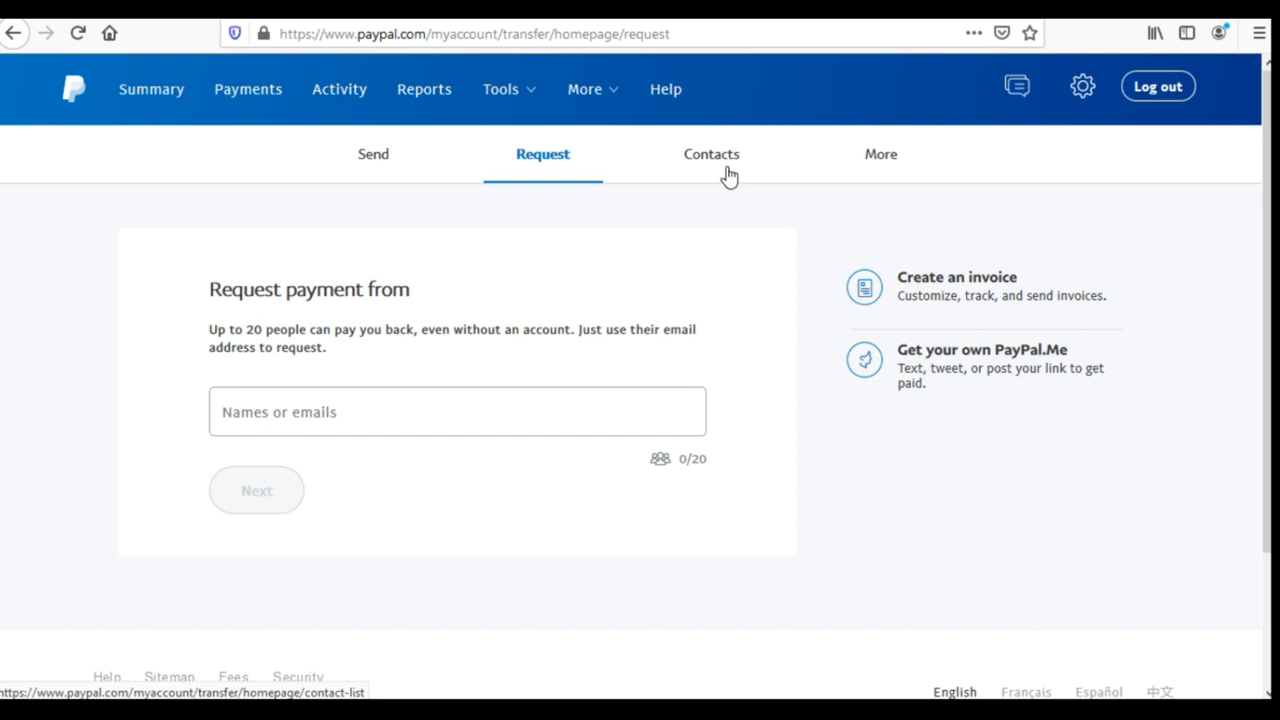 https://www.paypal.com/myaccount/transfer/homepage/request
Summary Payments Activity Reports Tools More Help Log out
Send Request Contacts More
Request payment from
Up to 20 people can pay you back, even without an account. Just use their email
address to request.
Names or emails
0/20
Next
Create an invoice
Customize, track, and send invoices.
Get your own PayPal.Me
Text, tweet, or post your link to get
paid.
Help Sitemap Fees Security
https://www.paypal.com/myaccount/transfer/homepage/contact-list
English Français Español 中文